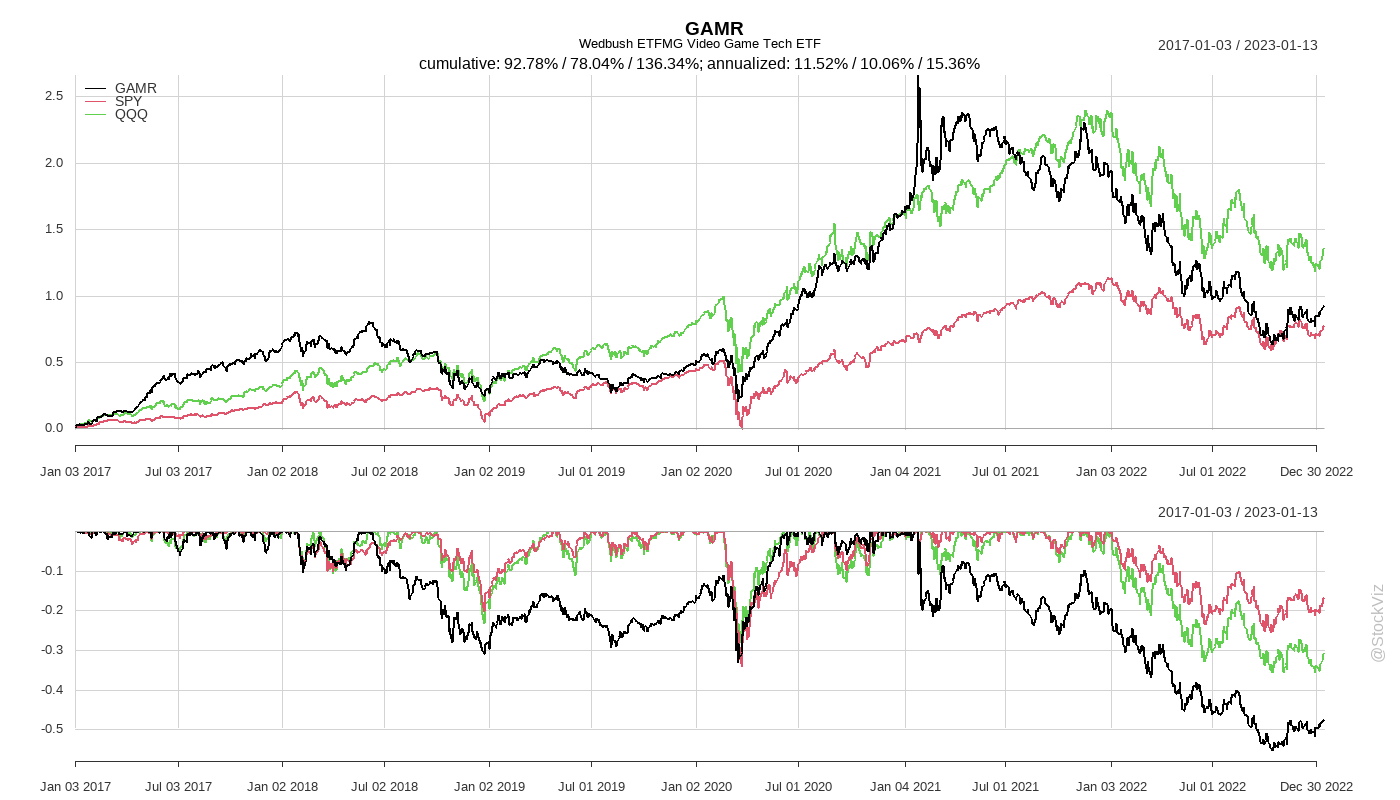 GAMR
Wedbush ETFMG Video Game Tech ETF
2017-01-03 / 2023-01-13
cumulative: 92.78% / 78.04% / 136.34%; annualized: 11.52% / 10.06% / 15.36%
GAMR
SPY
QQQ
2.5
2.0
1.5
1.0
0.5
0.0
Jan 03 2017 Jul 03 2017 Jan 02 2018 Jul 02 2018 Jan 02 2019 Jul 01 2019 Jan 02 2020 Jul 01 2020 Jan 04 2021 Jul 01 2021 Jan 03 2022 Jul 01 2022 Dec 30 2022
2017-01-03 / 2023-01-13
-0.1
-0.2
-0.3
-0.4
-0.5
Jan 03 2017 Jul 03 2017 Jan 02 2018 Jul 02 2018 Jan 02 2019 Jul 01 2019 Jan 02 2020 Jul 01 2020 Jan 04 2021 Jul 01 2021 Jan 03 2022 Jul 01 2022 Dec 30 2022
@StockViz